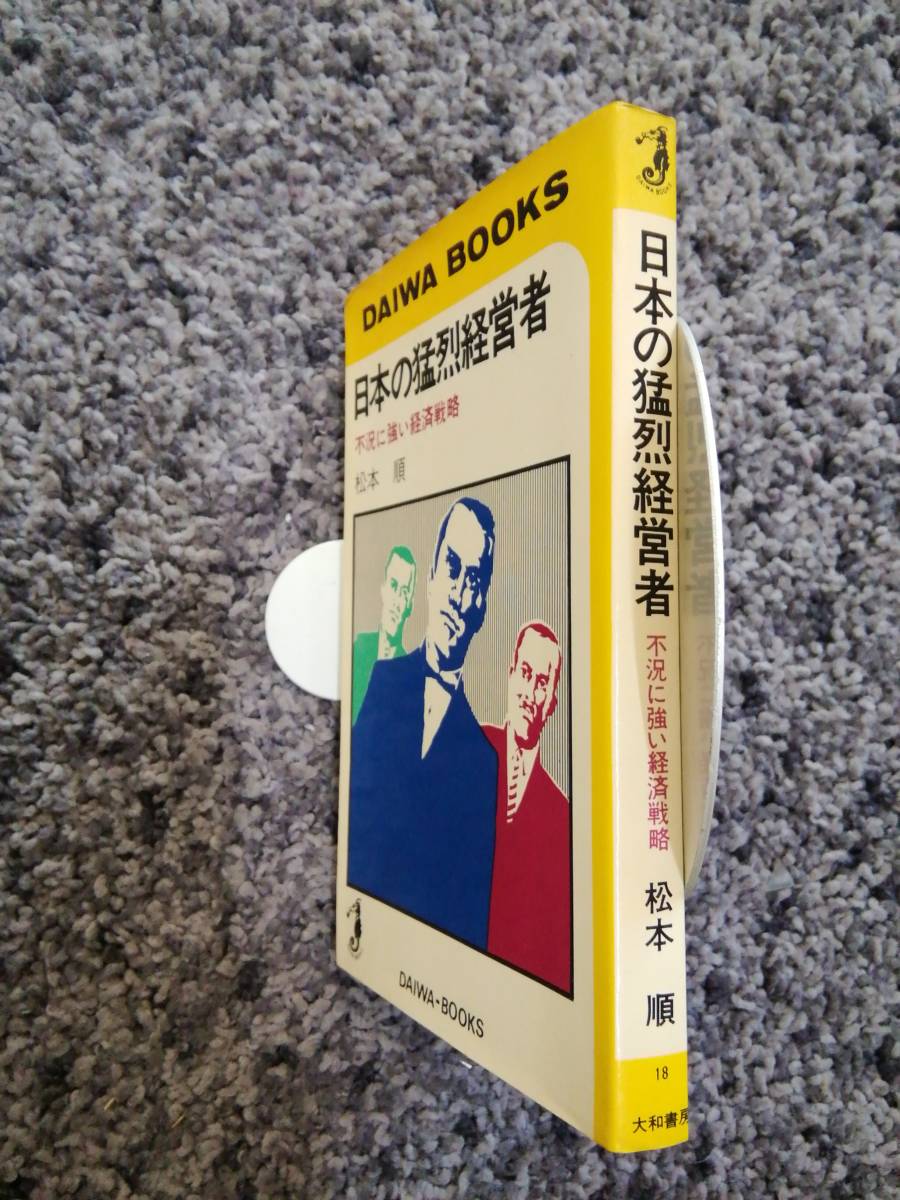 DAIWA BOOKS
日本の猛烈経営者
不況に強い経済戦略
松本 順
DAIWA-BOOKS
DAIWA BOOKS
日本の猛烈経営者
不況に強い経済戦略
松本 順
18
大和書房